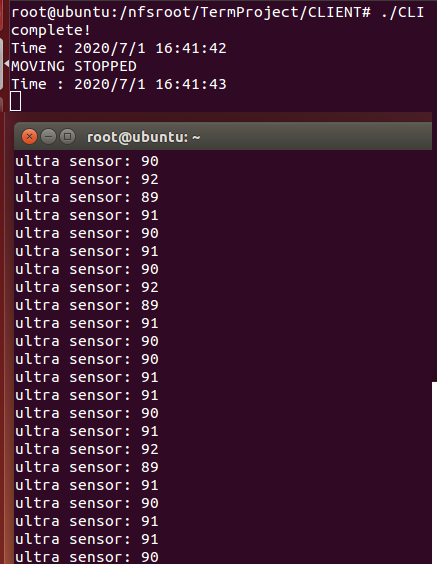 root@ubuntu:/nfsroot/TermProject/CLIENT# ./CLI
complete!
Time : 2020/7/1 16:41:42
MOVING STOPPED
Time : 2020/7/1 16:41:43
root@ubuntu: ~
ultra sensor: 90
ultra sensor: 92
ultra sensor: 89
ultra sensor: 91
ultra sensor: 90
ultra sensor: 91
ultra sensor: 90
ultra sensor: 92
ultra sensor: 89
ultra sensor: 91
ultra sensor: 90
ultra sensor: 90
ultra sensor: 91
ultra sensor: 91
ultra sensor: 90
ultra sensor: 91
ultra sensor: 92
ultra sensor: 89
ultra sensor: 91
ultra sensor: 90
ultra sensor: 91
ultra sensor: 91
ultra sensor: 90